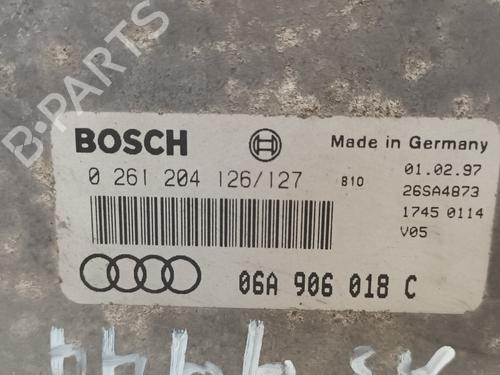 BOSCH Made in Germany
0 261 204 126/127 810 01.02.97
26SA4873
1745 0114
V05
06A 906 018 C
B-PARTS